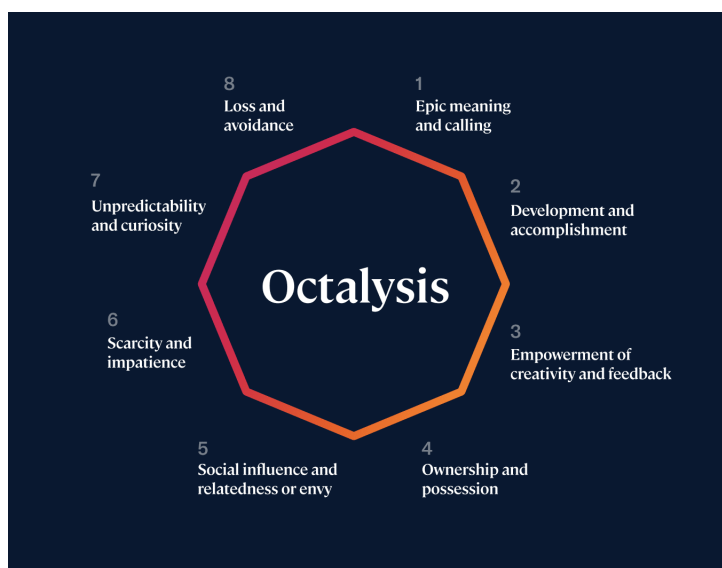 8
Loss and
avoidance
1
Epic meaning
and calling
7
Unpredictability
and curiosity
2
Development and
accomplishment
Octalysis
6
Scarcity and
impatience
3
Empowerment of
creativity and feedback
5
Social influence and
relatedness or envy
4
Ownership and
possession